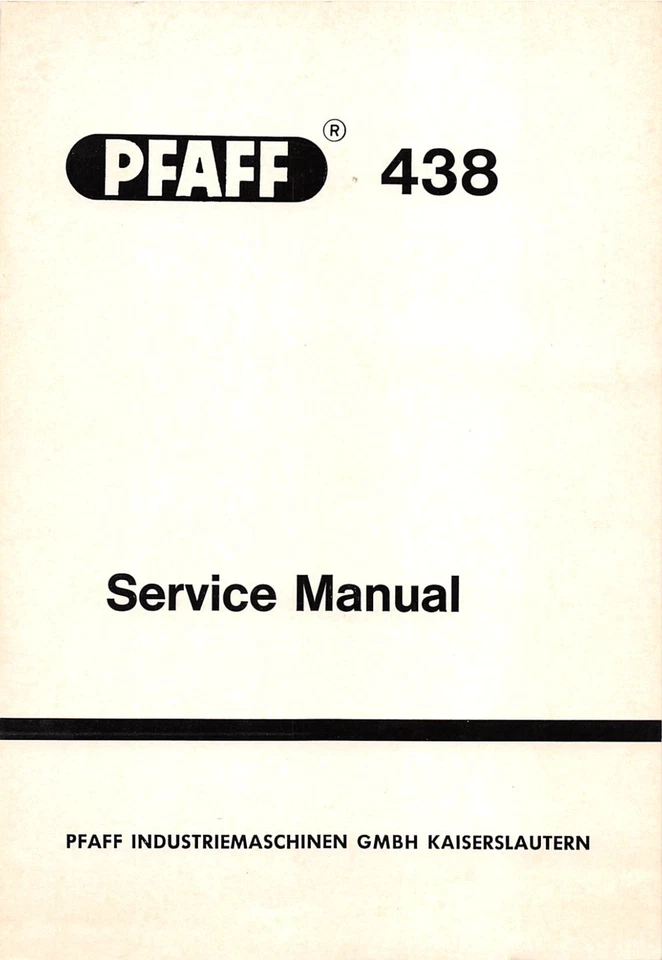 PFAFF ® 438
Service Manual
PFAFF INDUSTRIEMASCHINEN GMBH KAISERSLAUTERN